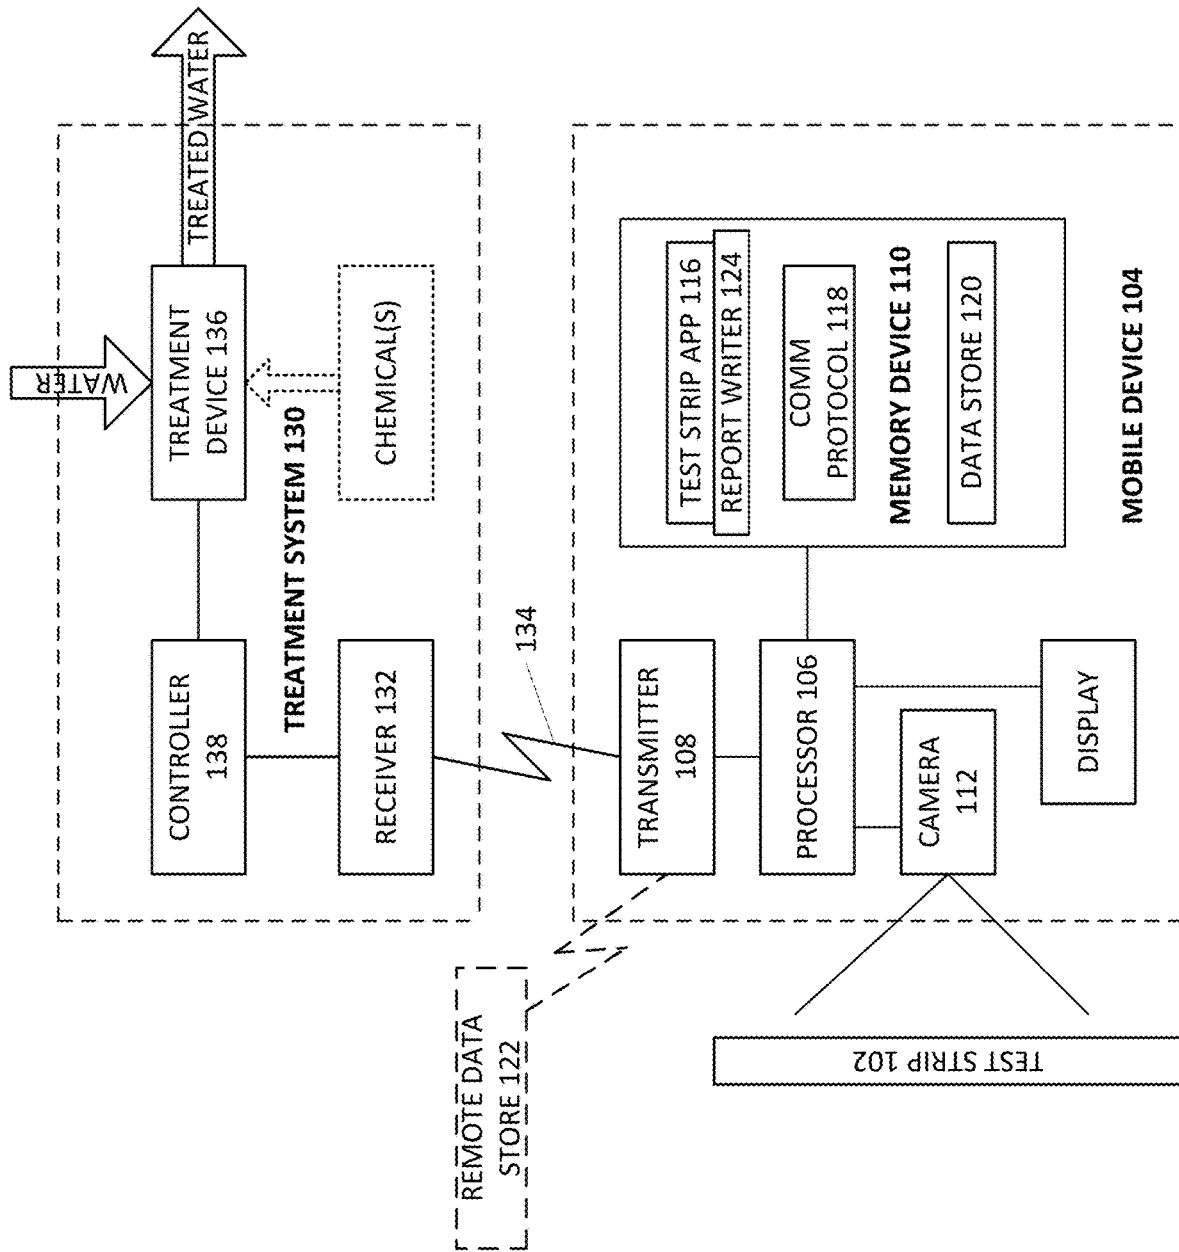 REMOTE DATA
STORE 122
TEST STRIP 102
CONTROLLER
138
TREATMENT SYSTEM 130
RECEIVER 132
WATER
TREATMENT
DEVICE 136
TREATED WATER
CHEMICAL(S)
134
TRANSMITTER
108
PROCESSOR 106
CAMERA
112
DISPLAY
TEST STRIP APP 116
REPORT WRITER 124
COMM
PROTOCOL 118
MEMORY DEVICE 110
DATA STORE 120
MOBILE DEVICE 104